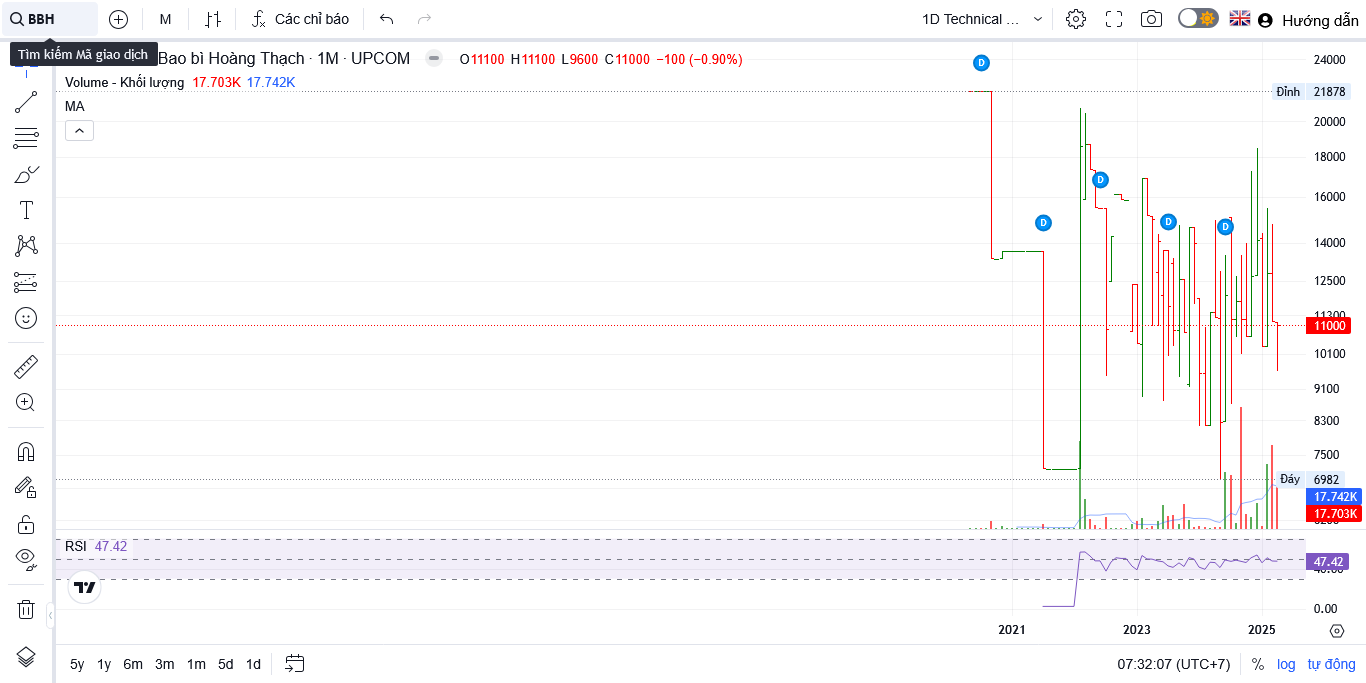 BBH
M
Các chỉ báo
1D Technical ...
Hướng dẫn
Tìm kiếm Mã giao dịch
Bao bì Hoàng Thạch · 1M · UPCOM
O11100 H11100 L9600 C11000 −100 (−0.90%)
Volume - Khối lượng 17.703K 17.742K
MA
D
D
D
D
D
24000
Đỉnh 21878
20000
18000
16000
14000
12500
11300
11000
10100
9100
8300
7500
Đáy 6982
17.742K
17.703K
RSI 47.42
47.42
40.00
0.00
2021
2023
2025
5y 1y 6m 3m 1m 5d 1d
07:32:07 (UTC+7)
% log tự động